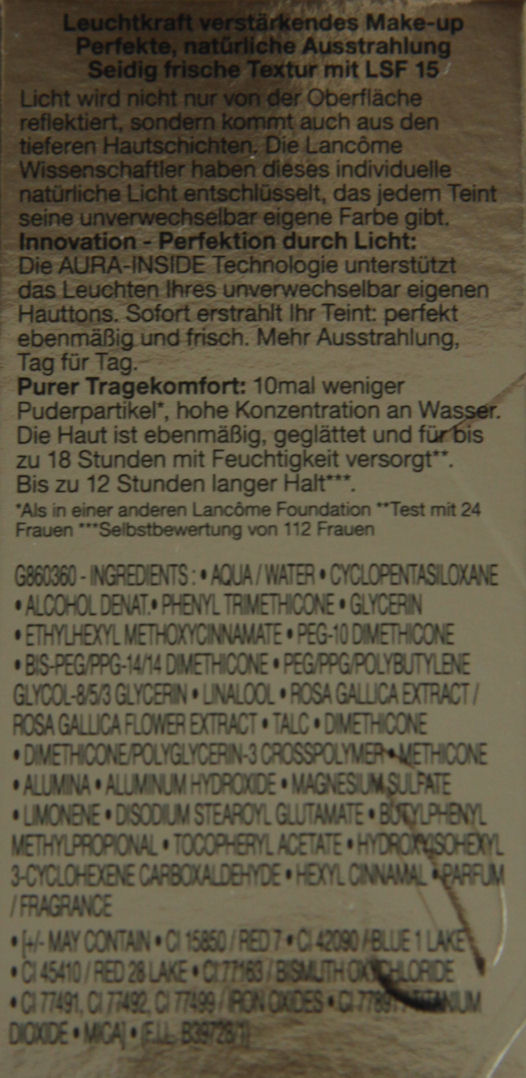 Leuchtkraft verstärkendes Make-up
Perfekte, natürliche Ausstrahlung
Seidig frische Textur mit LSF 15
Licht wird nicht nur von der Oberfläche
reflektiert, sondern kommt auch aus den
tieferen Hautschichten. Die Lancôme
Wissenschaftler haben dieses individuelle
natürliche Licht entschlüsselt, das jedem Teint
seine unverwechselbar eigene Farbe gibt.
Innovation - Perfektion durch Licht:
Die AURA-INSIDE Technologie unterstützt
das Leuchten Ihres unverwechselbar eigenen
Hauttons. Sofort erstrahlt Ihr Teint: perfekt
ebenmäßig und frisch. Mehr Ausstrahlung,
Tag für Tag.
Purer Tragekomfort: 10mal weniger
Puderpartikel*, hohe Konzentration an Wasser.
Die Haut ist ebenmäßig, geglättet und für bis
zu 18 Stunden mit Feuchtigkeit versorgt**.
Bis zu 12 Stunden langer Halt***.
*Als in einer anderen Lancôme Foundation **Test mit 24
Frauen ***Selbstbewertung von 112 Frauen
G860360 - INGREDIENTS : • AQUA / WATER • CYCLOPENTASILOXANE
• ALCOHOL DENAT. • PHENYL TRIMETHICONE • GLYCERIN
• ETHYLHEXYL METHOXYCINNAMATE • PEG-10 DIMETHICONE
• BIS-PEG/PPG-14/14 DIMETHICONE • PEG/PPG/POLYBUTYLENE
GLYCOL-8/5/3 GLYCERIN • LINALOOL • ROSA GALLICA EXTRACT /
ROSA GALLICA FLOWER EXTRACT • TALC • DIMETHICONE
• DIMETHICONE/POLYGLYCERIN-3 CROSSPOLYMER • METHICONE
• ALUMINA • ALUMINUM HYDROXIDE • MAGNESIUM SULFATE
• LIMONENE • DISODIUM STEAROYL GLUTAMATE • BUTYLPHENYL
METHYLPROPIONAL • TOCOPHERYL ACETATE • HYDROXYISOHEXYL
3-CYCLOHEXENE CARBOXALDEHYDE • HEXYL CINNAMAL • PARFUM
/ FRAGRANCE
• [+/- MAY CONTAIN • CI 15850 / RED 7 • CI 42090 / BLUE 1 LAKE
• CI 45410 / RED 28 LAKE • CI 77163 / BISMUTH OXYCHLORIDE
• CI 77491, CI 77492, CI 77499 / IRON OXIDES • CI 77891 / TITANIUM
DIOXIDE • MICA] • (F.I.L. B39728/1)